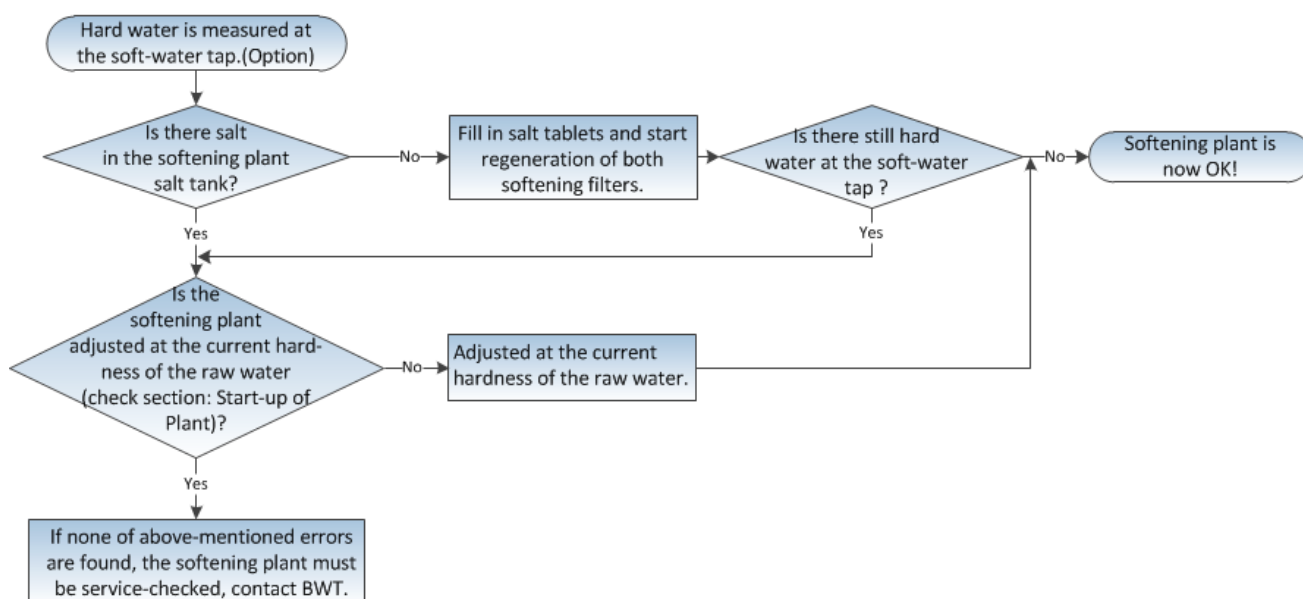 Hard water is measured at
the soft-water tap.(Option)
Is there salt
in the softening plant
salt tank?
No
Fill in salt tablets and start
regeneration of both
softening filters.
Is there still hard
water at the soft-water
tap ?
No
Softening plant is
now OK!
Yes
Yes
Is the
softening plant
adjusted at the current hard-
ness of the raw water
(check section: Start-up of
Plant)?
No
Adjusted at the current
hardness of the raw water.
Yes
If none of above-mentioned errors
are found, the softening plant must
be service-checked, contact BWT.